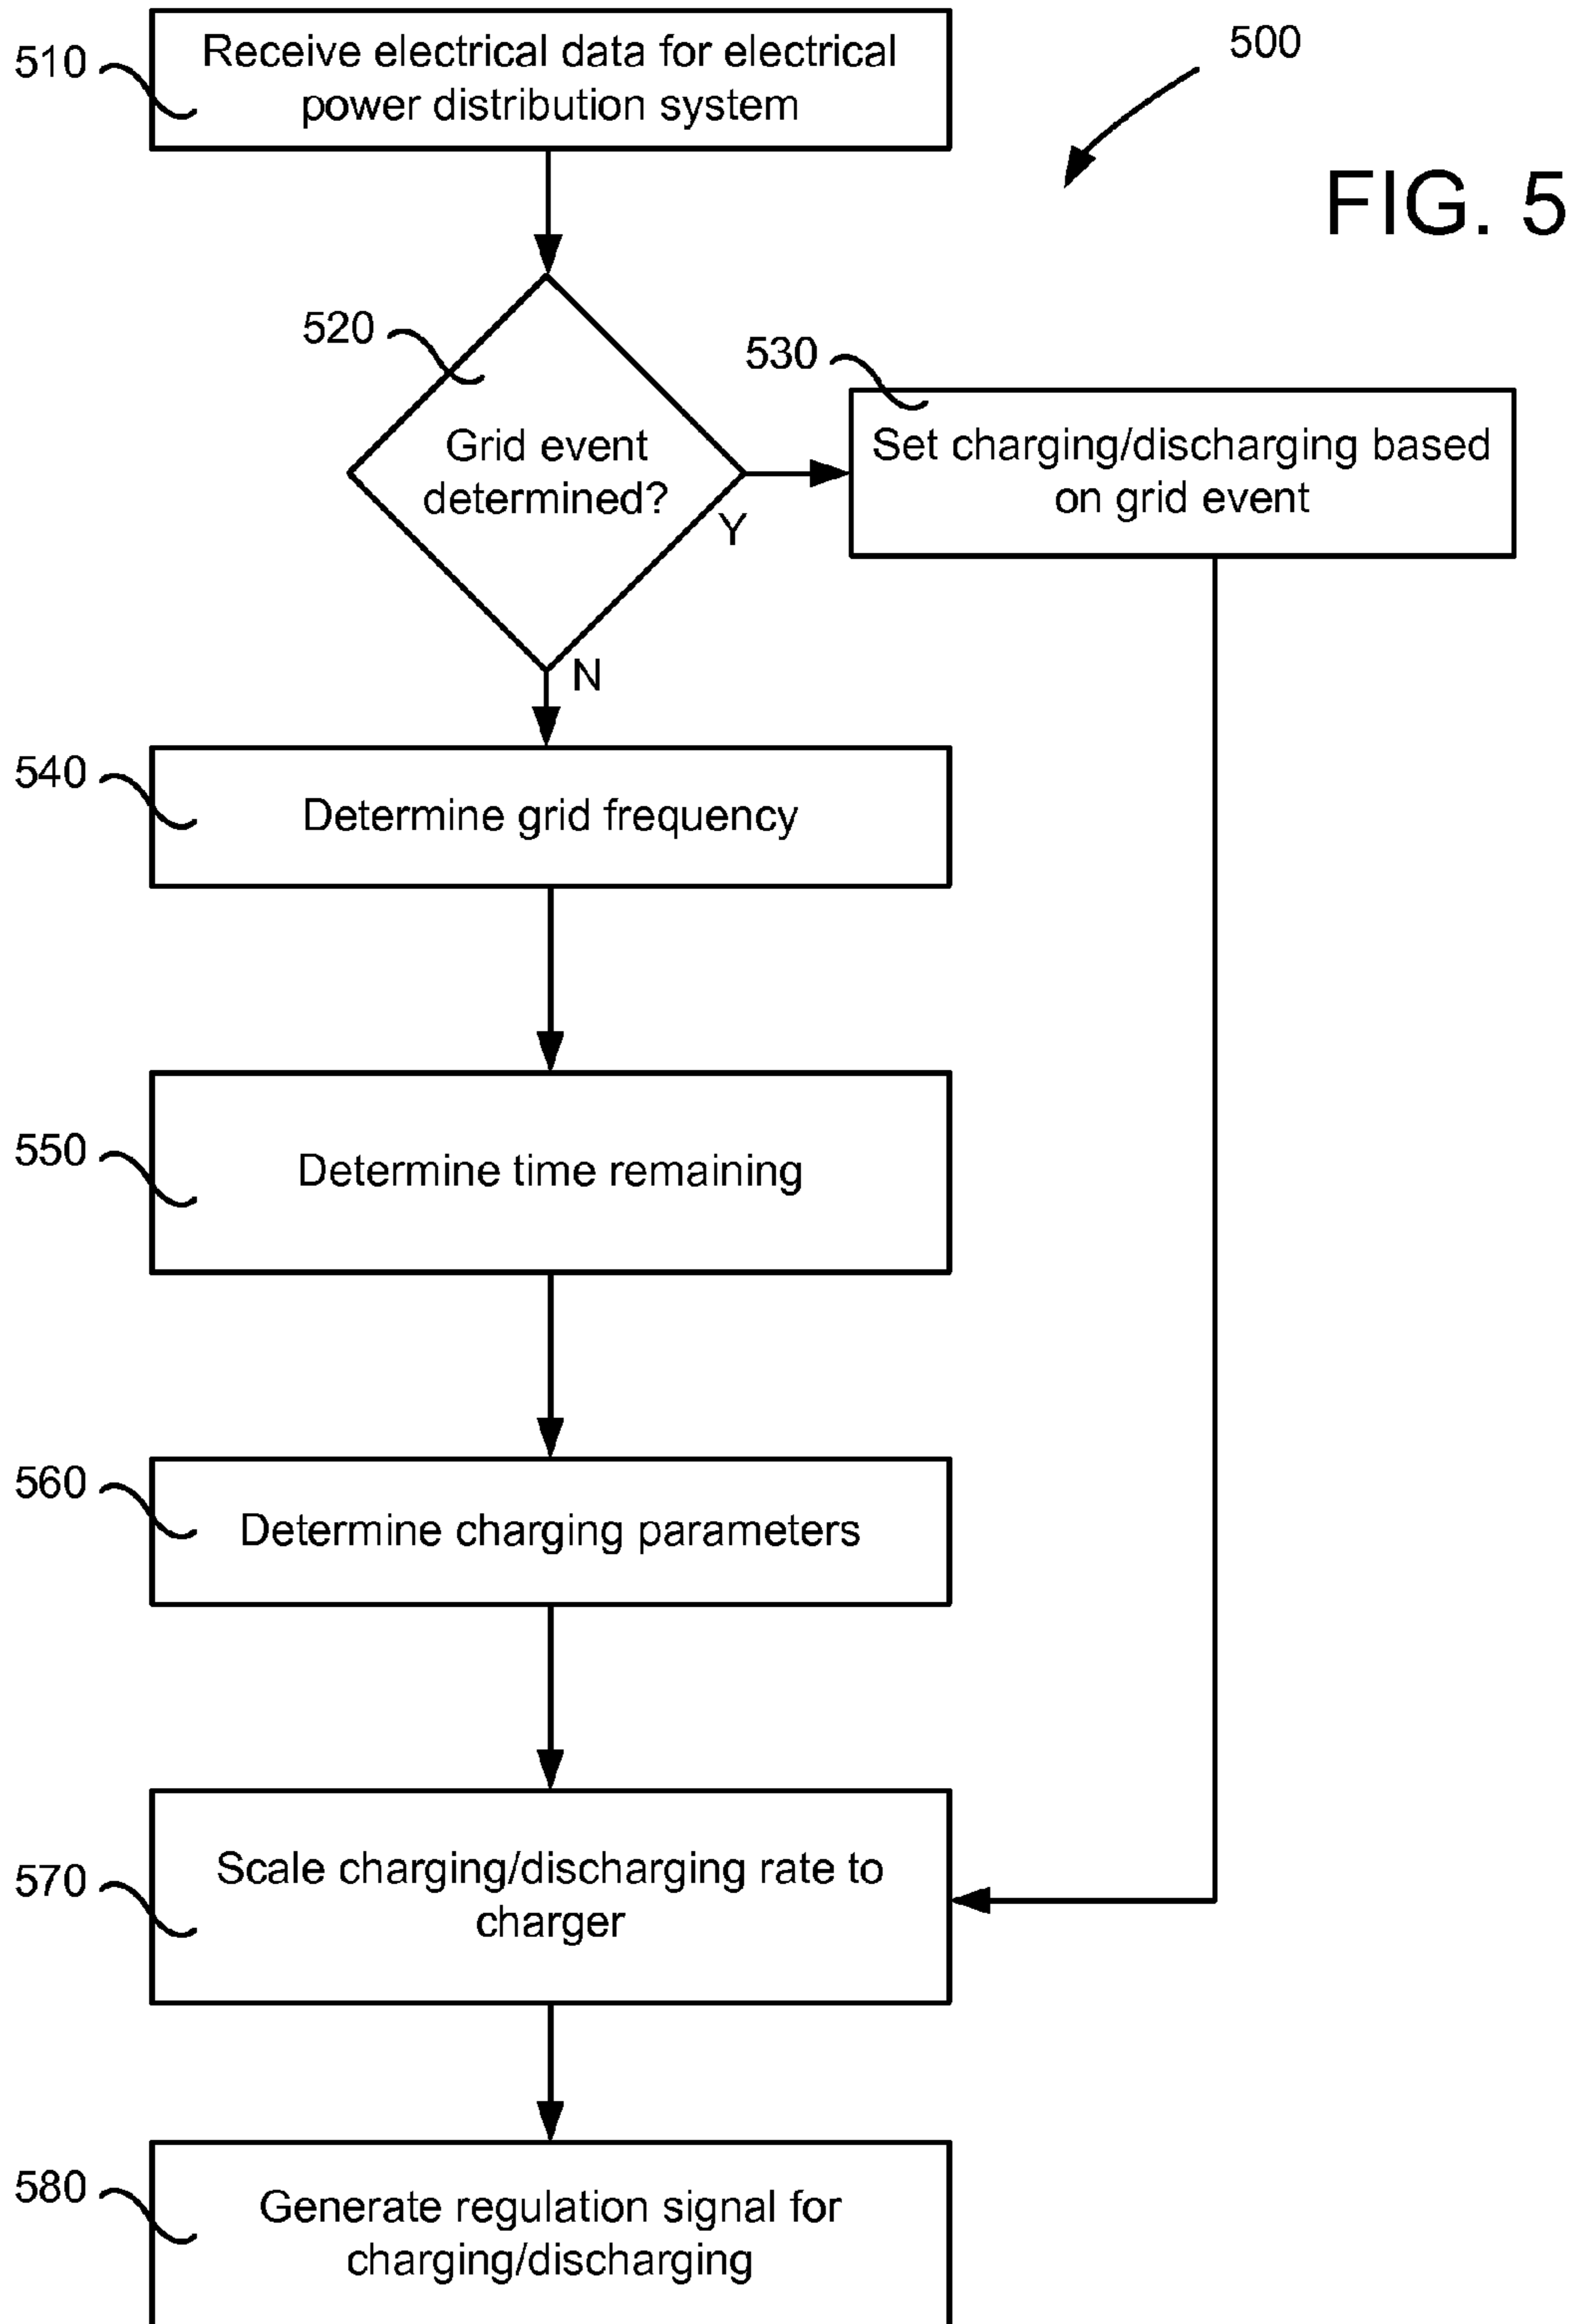 510
Receive electrical data for electrical
power distribution system
500
FIG. 5
520
Grid event
determined?
Y
N
530
Set charging/discharging based
on grid event
540
Determine grid frequency
550
Determine time remaining
560
Determine charging parameters
570
Scale charging/discharging rate to
charger
580
Generate regulation signal for
charging/discharging